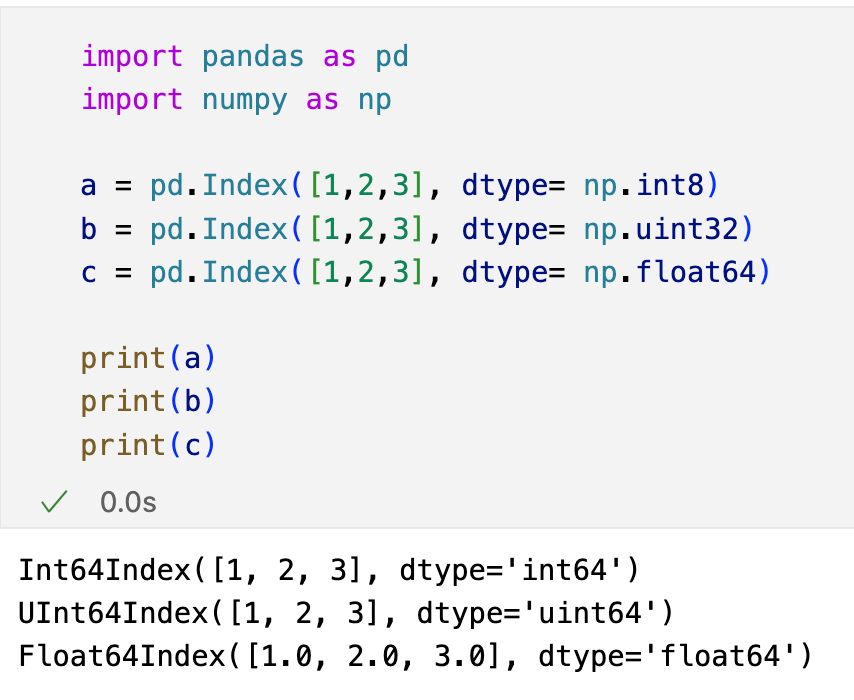 import pandas as pd
import numpy as np
a = pd.Index([1,2,3], dtype= np.int8)
b = pd.Index([1,2,3], dtype= np.uint32)
c = pd.Index([1,2,3], dtype= np.float64)
print(a)
print(b)
print(c)
0.0s
Int64Index([1, 2, 3], dtype='int64')
UInt64Index([1, 2, 3], dtype='uint64')
Float64Index([1.0, 2.0, 3.0], dtype='float64')